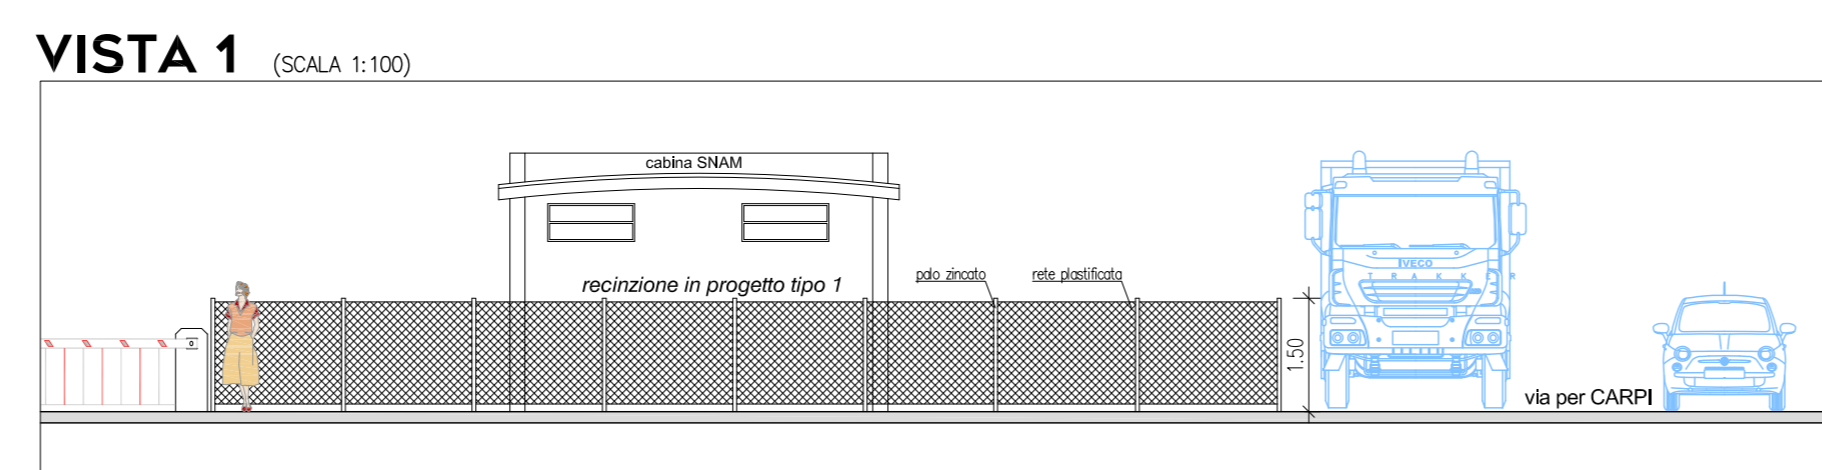 VISTA 1 (SCALA 1:100)
cabina SNAM
recinzione in progetto tipo 1
palo zincato
rete plastificata
IVECO
TRAKKER
1.50
0
via per CARPI